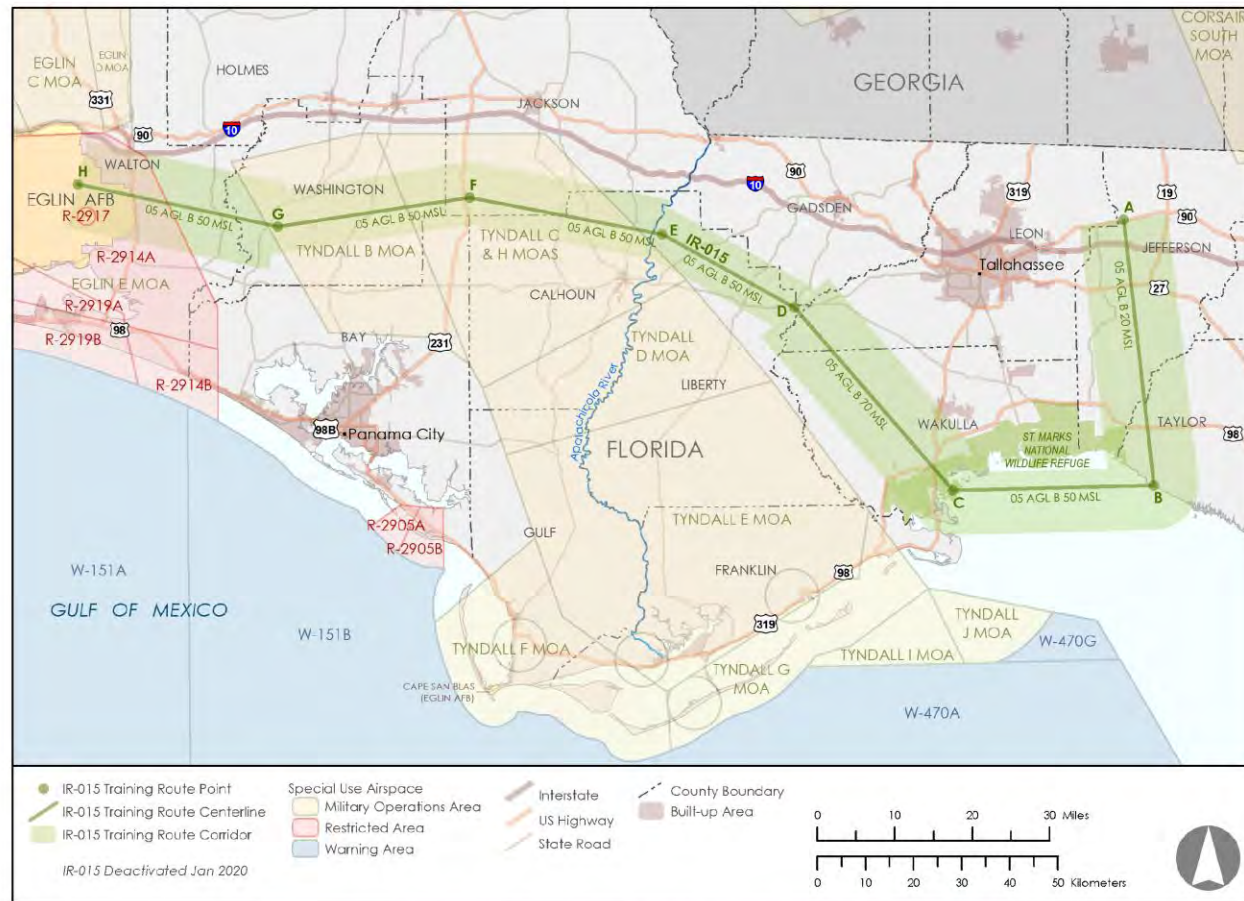 EGLIN
C MOA
EGLIN
D MOA
331
HOLMES
90
10
JACKSON
GEORGIA
CORSAIR
SOUTH
MOA
WALTON
H
EGLIN AFB
R-2917
05 AGL B 50 MSL
G
WASHINGTON
05 AGL B 50 MSL
F
TYNDALL B MOA
TYNDALL C
& H MOAS
05 AGL B 50 MSL
E
IR-015
05 AGL B 50 MSL
D
10
90
GADSDEN
319
LEON
Tallahassee
A
19
90
JEFFERSON
27
05 AGL B 20 MSL
R-2914A
EGLIN E MOA
R-2919A
98
R-2919B
R-2914B
CALHOUN
BAY
231
TYNDALL
D MOA
LIBERTY
Apalachicola River
05 AGL B 70 MSL
WAKULLA
TAYLOR
98
98B
Panama City
FLORIDA
ST MARKS
NATIONAL
WILDLIFE REFUGE
C
05 AGL B 50 MSL
B
R-2905A
R-2905B
GULF
TYNDALL E MOA
FRANKLIN
98
319
W-151A
GULF OF MEXICO
W-151B
TYNDALL F MOA
CAPE SAN BLAS
(EGLIN AFB)
TYNDALL G
MOA
TYNDALL I MOA
TYNDALL
J MOA
W-470G
W-470A
IR-015 Training Route Point
IR-015 Training Route Centerline
IR-015 Training Route Corridor
IR-015 Deactivated Jan 2020
Special Use Airspace
Military Operations Area
Restricted Area
Warning Area
Interstate
US Highway
State Road
County Boundary
Built-up Area
0 10 20 30 Miles
0 10 20 30 40 50 Kilometers